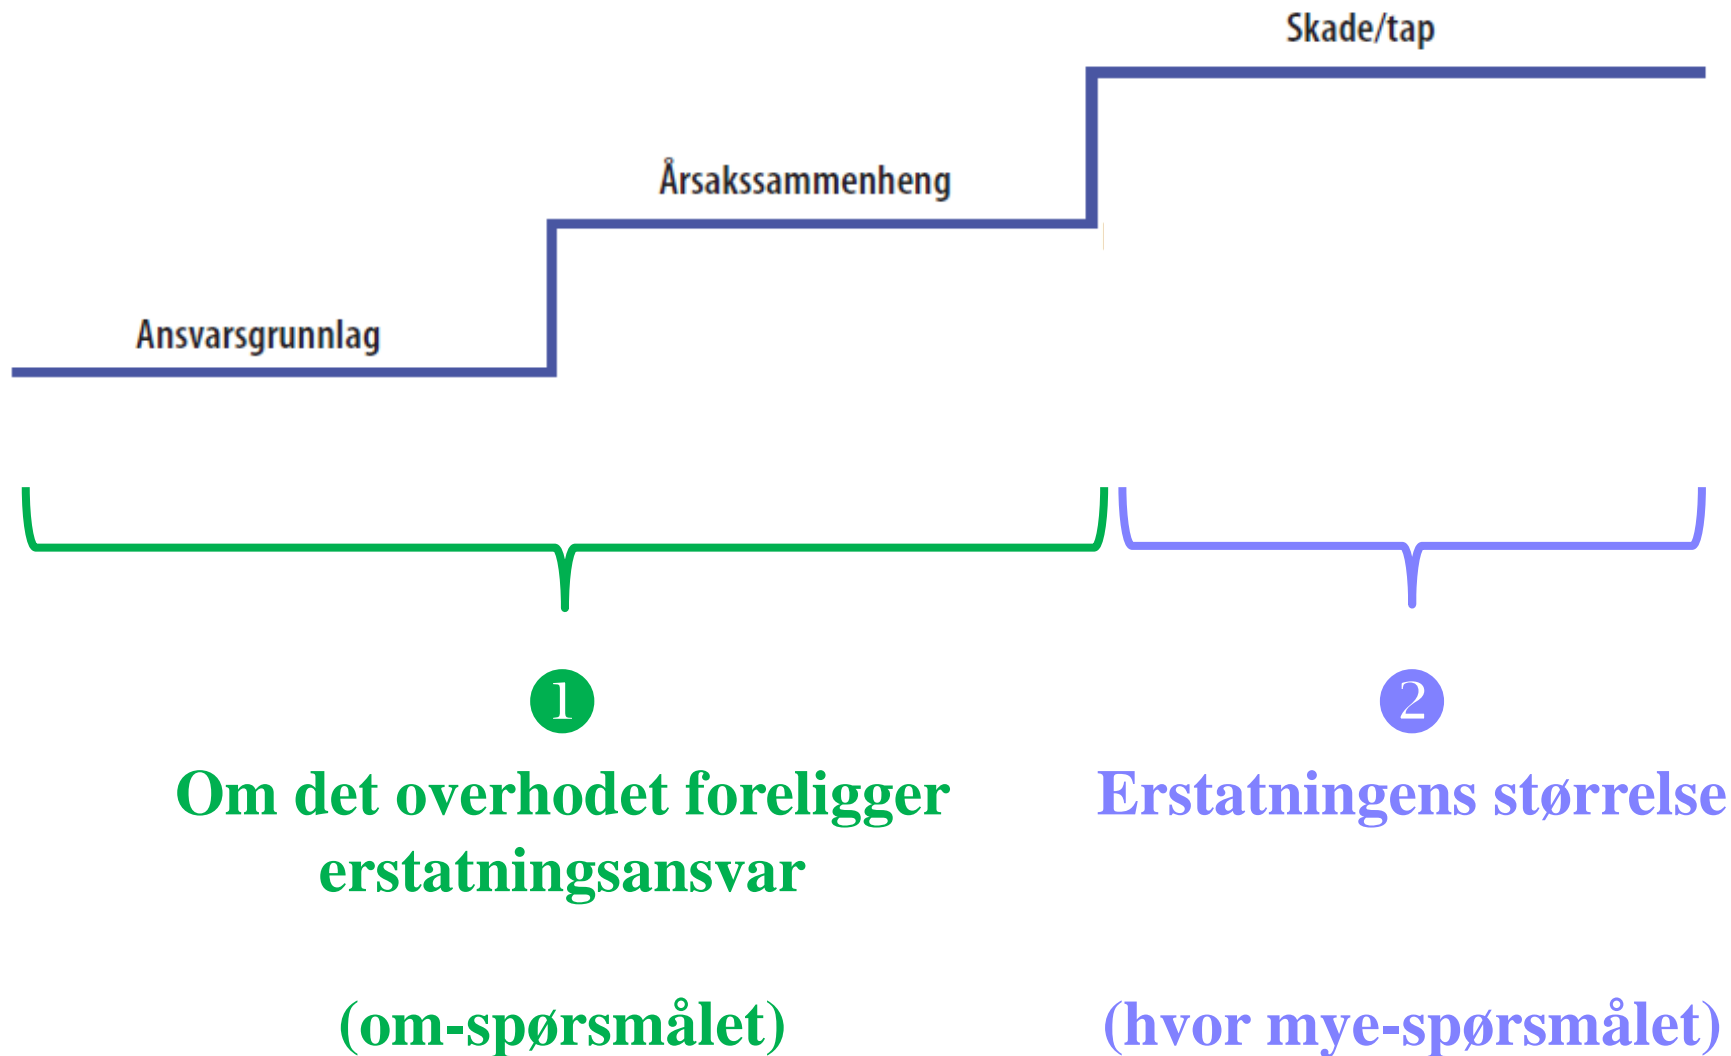 Skade/tap
Årsakssammenheng
Ansvarsgrunnlag
1
Om det overhodet foreligger
erstatningsansvar
(om-spørsmålet)
2
Erstatningens størrelse
(hvor mye-spørsmålet)